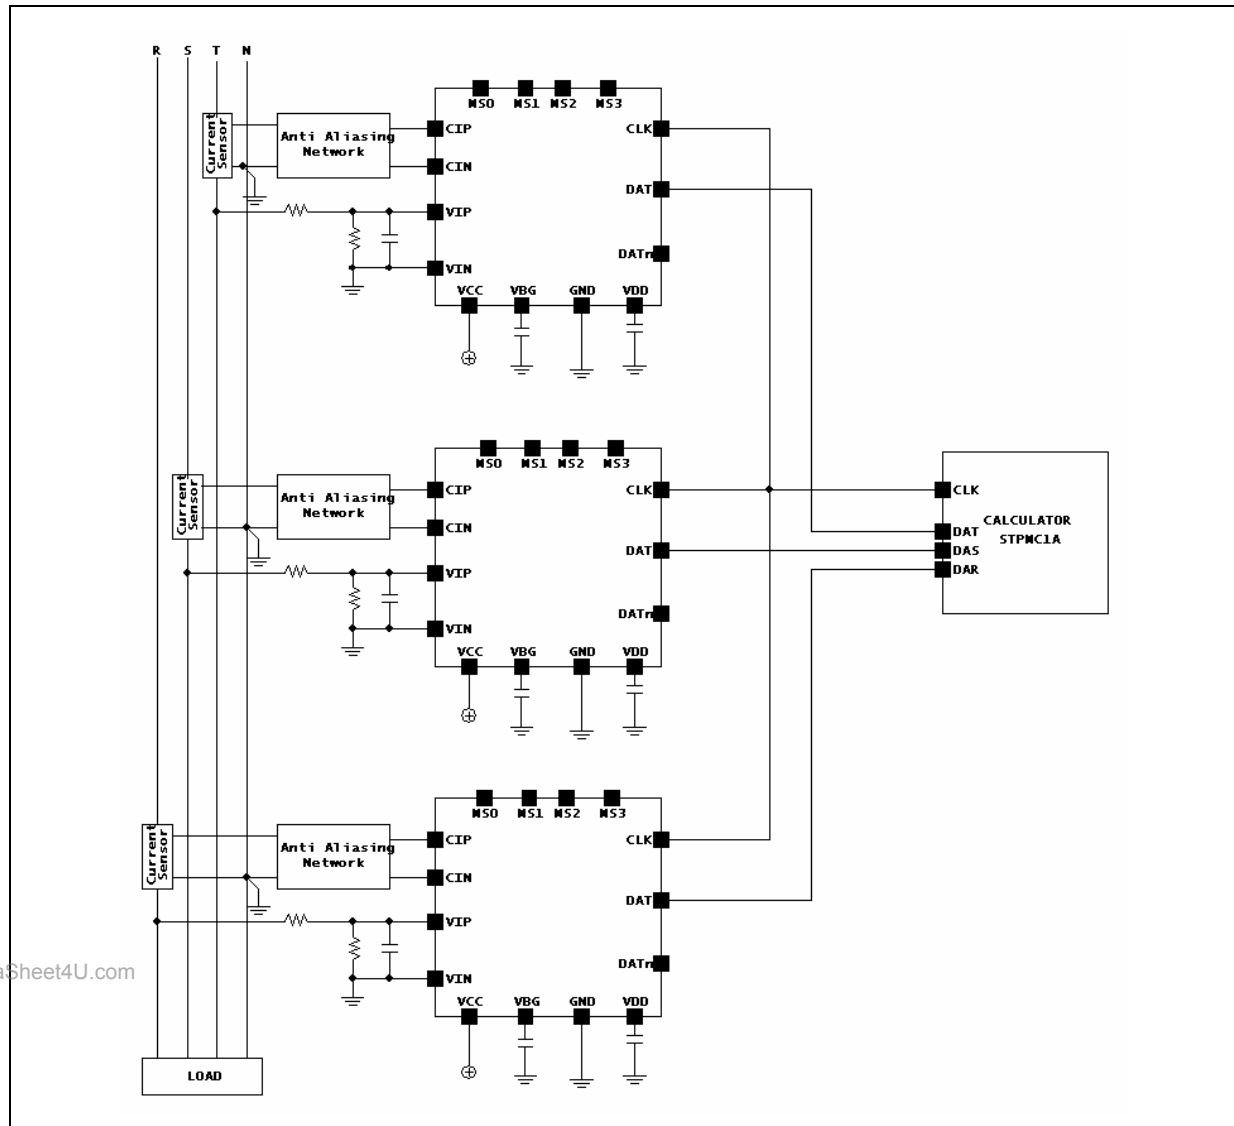 R S T N
MS0 MS1 MS2 MS3
Current Sensor
Anti Aliasing
Network
CIP
CIN
VIP
VIN
CLK
DAT
DATn
VCC VBG GND VDD
MS0 MS1 MS2 MS3
Current Sensor
Anti Aliasing
Network
CIP
CIN
VIP
VIN
CLK
DAT
DATn
VCC VBG GND VDD
CLK
DAT
DAS
DAR
CALCULATOR
STPMC1A
MS0 MS1 MS2 MS3
Current Sensor
Anti Aliasing
Network
CIP
CIN
VIP
VIN
CLK
DAT
DATn
VCC VBG GND VDD
aSheet4U.com
LOAD